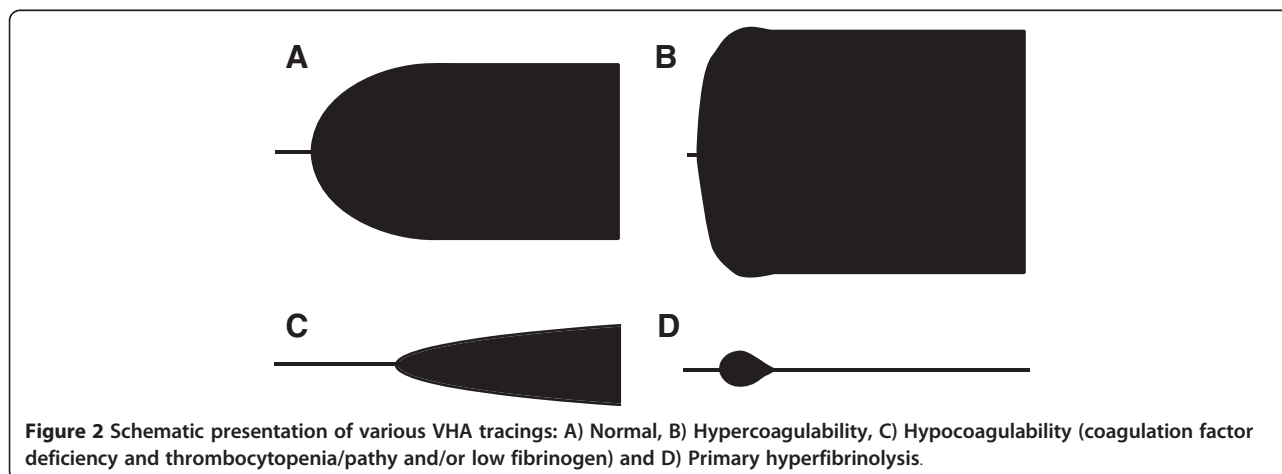 A
B
C
D
Figure 2 Schematic presentation of various VHA tracings: A) Normal, B) Hypercoagulability, C) Hypocoagulability (coagulation factor
deficiency and thrombocytopenia/pathy and/or low fibrinogen) and D) Primary hyperfibrinolysis.